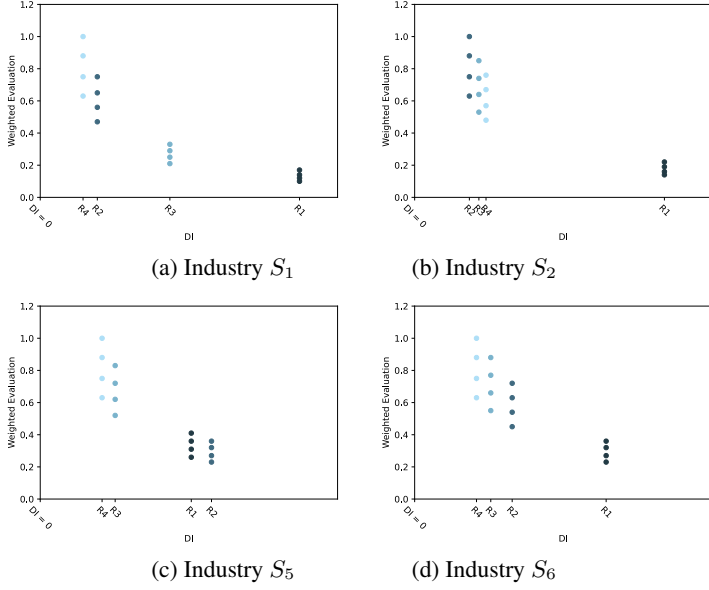 1.2
1.0
0.8
0.6
0.4
0.2
0.0
Weighted Evaluation
DI = 0
R4
R2
R3
R1
DI
(a) Industry S₁
1.2
1.0
0.8
0.6
0.4
0.2
0.0
Weighted Evaluation
DI = 0
R2
R3
R4
R1
DI
(b) Industry S₂
1.2
1.0
0.8
0.6
0.4
0.2
0.0
Weighted Evaluation
DI = 0
R4
R3
R1
R2
DI
(c) Industry S₅
1.2
1.0
0.8
0.6
0.4
0.2
0.0
Weighted Evaluation
DI = 0
R4
R3
R2
R1
DI
(d) Industry S₆